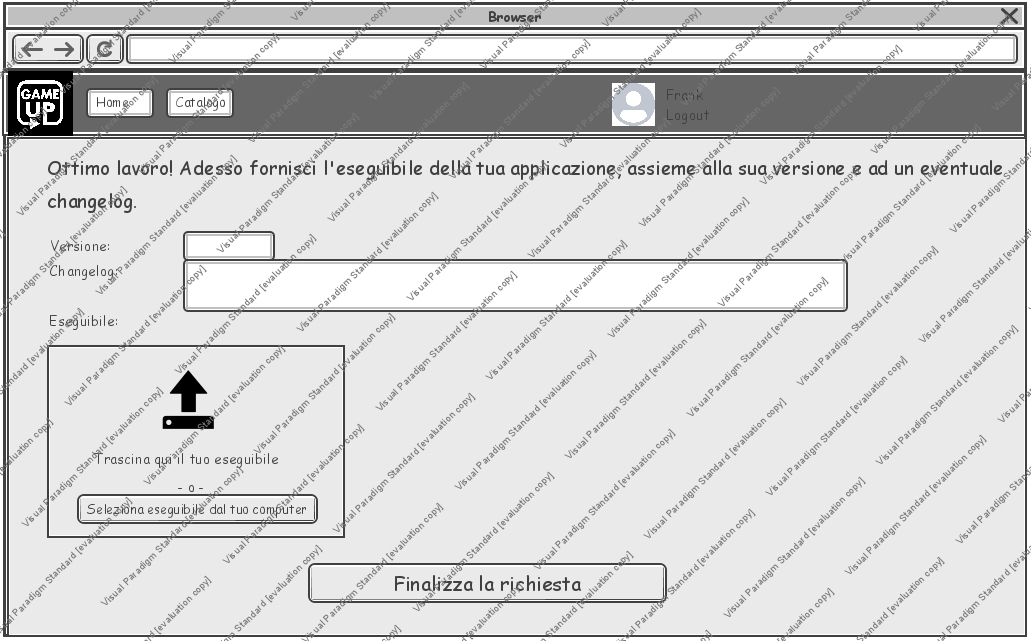 Browser
GAME
UP
Home
Catalogo
Frank
Logout
Ottimo lavoro! Adesso fornisci l'eseguibile della tua applicazione, assieme alla sua versione e ad un eventuale
changelog.
Versione:
Changelog:
Eseguibile:
Trascina qui il tuo eseguibile
- o -
Seleziona eseguibile dal tuo computer
Finalizza la richiesta
Visual Paradigm Standard [evaluation copy]